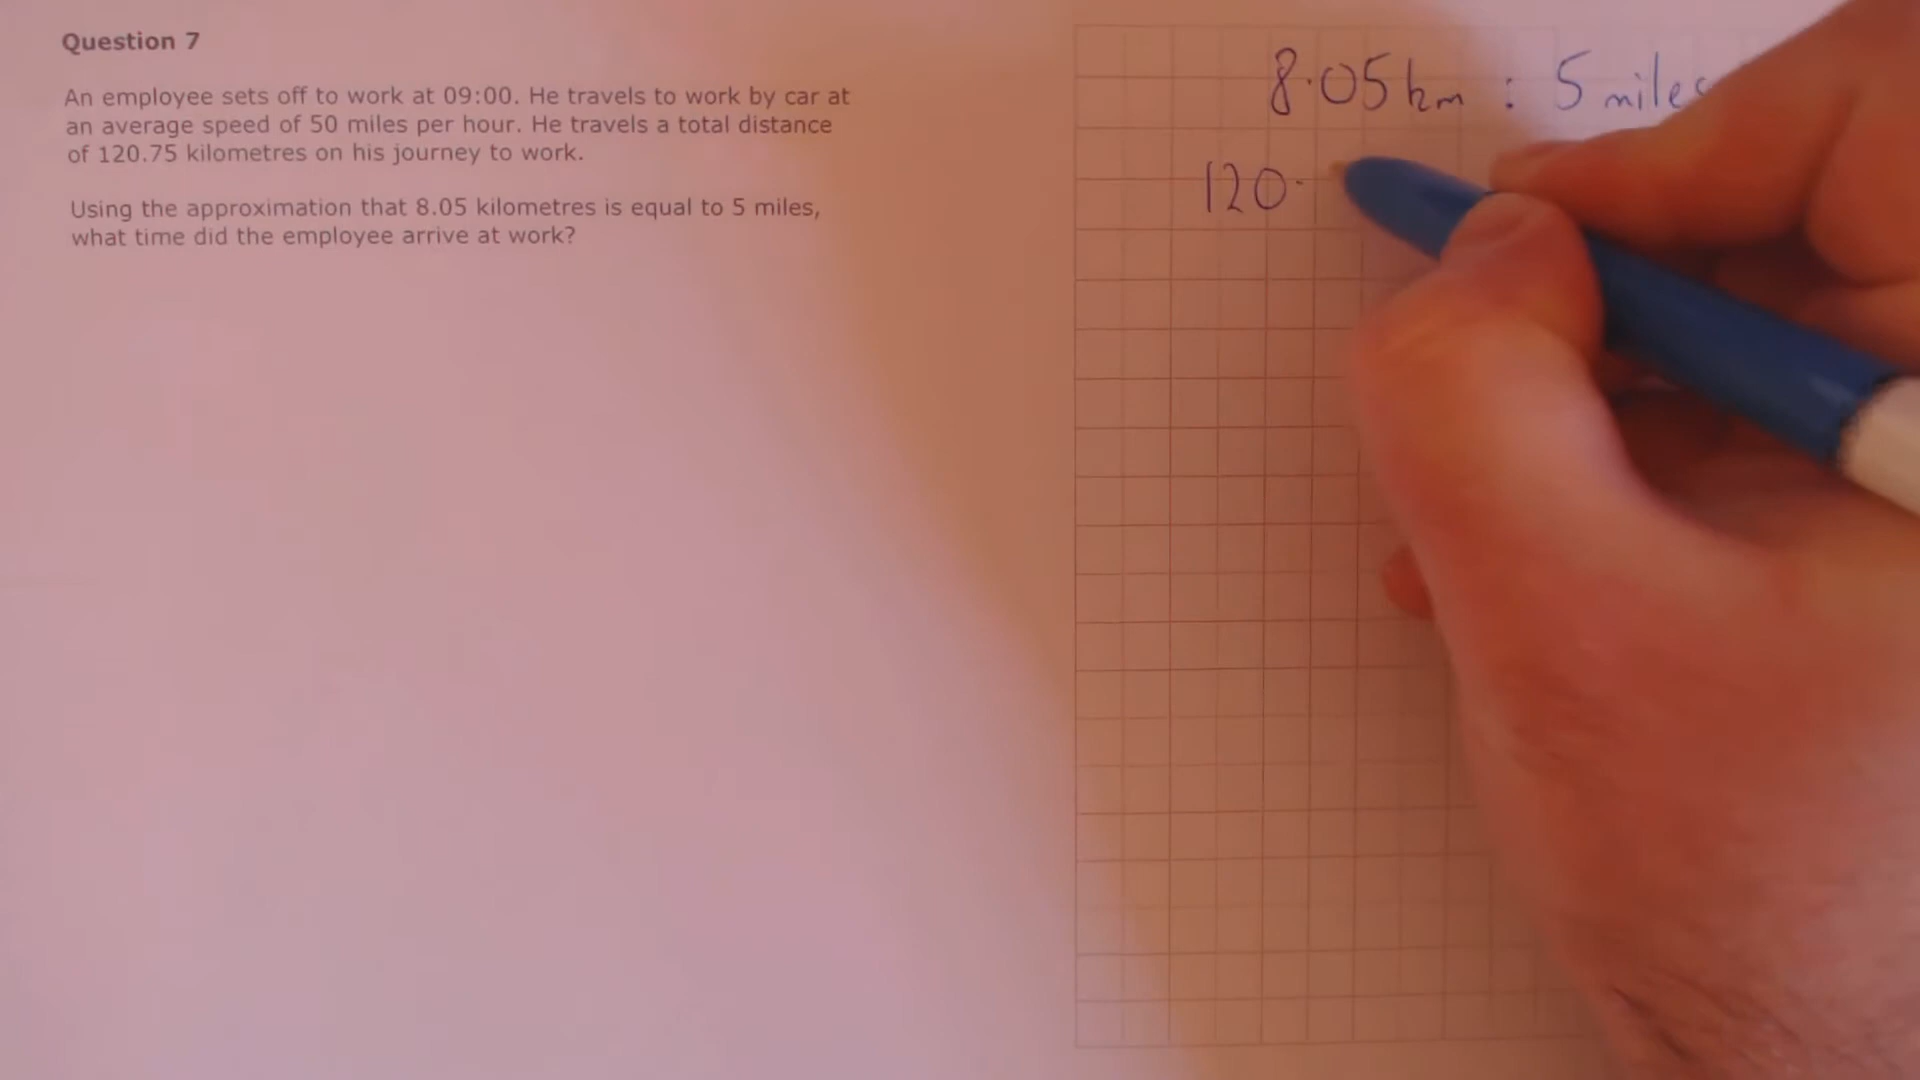 Question 7
An employee sets off to work at 09:00. He travels to work by car at
an average speed of 50 miles per hour. He travels a total distance
of 120.75 kilometres on his journey to work.
Using the approximation that 8.05 kilometres is equal to 5 miles,
what time did the employee arrive at work?
8.05 km : 5 miles
120.